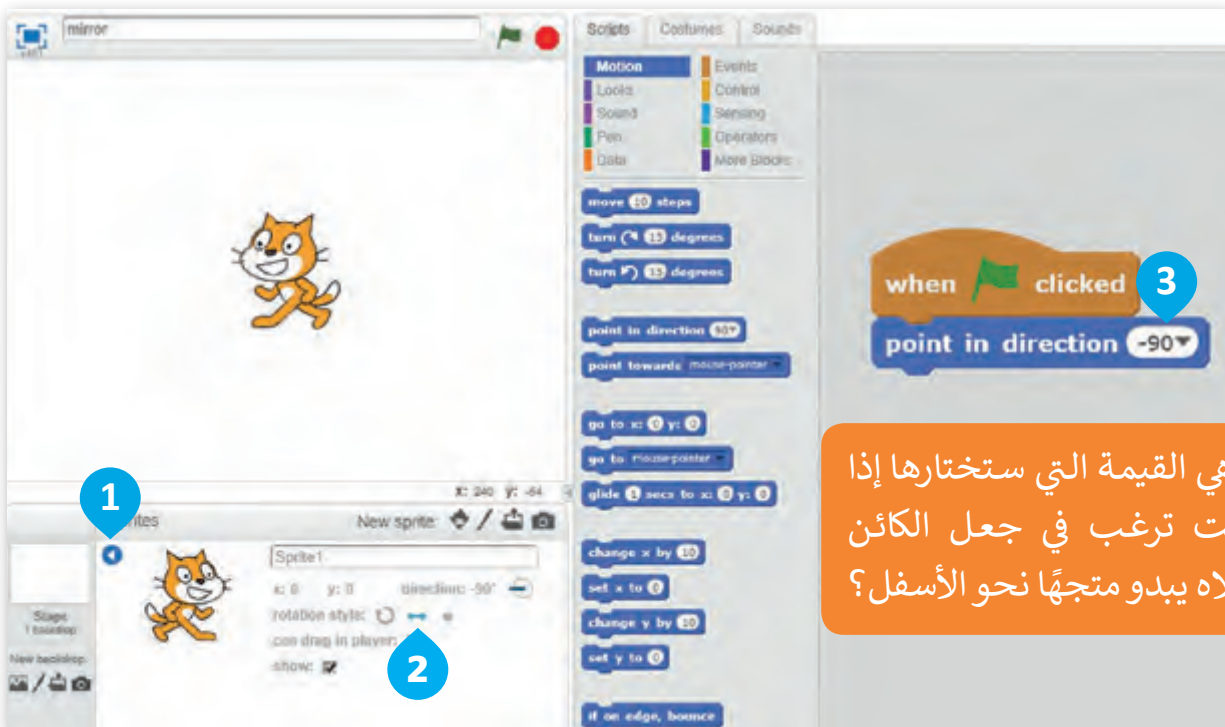 mirror
Scripts
Costumes
Sounds
Motion
Events
Looks
Control
Sound
Sensing
Pen
Operators
Data
More Blocks
move 10 steps
turn 15 degrees
turn 15 degrees
point in direction 90
point towards mouse-pointer
go to x: 0 y: 0
go to mouse-pointer
glide 1 secs to x: 0 y: 0
change x by 10
set x to 0
change y by 10
set y to 0
if on edge, bounce
when clicked
3
point in direction -90
القيمة التي ستختارها إذا
ترغب في جعل الكائن
يبدو متجهًا نحو الأسفل؟
x: 240 y: -64
1
New sprite:
Sprite1
x: 0 y: 0 direction: -90°
rotation style:
can drag in player:
show:
2
Stage
1 backdrop
New backdrop: